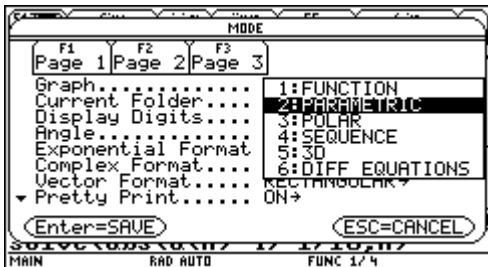 MODE
F1 F2 F3
Page 1 Page 2 Page 3
Graph..............
Current Folder....
Display Digits....
Angle..............
Exponential Format
Complex Format....
Vector Format..... RECTANGULAR→
Pretty Print...... ON→
1:FUNCTION
2:PARAMETRIC
3:POLAR
4:SEQUENCE
5:3D
6:DIFF EQUATIONS
Enter=SAVE ESC=CANCEL
MAIN RAD AUTO FUNC 1/4